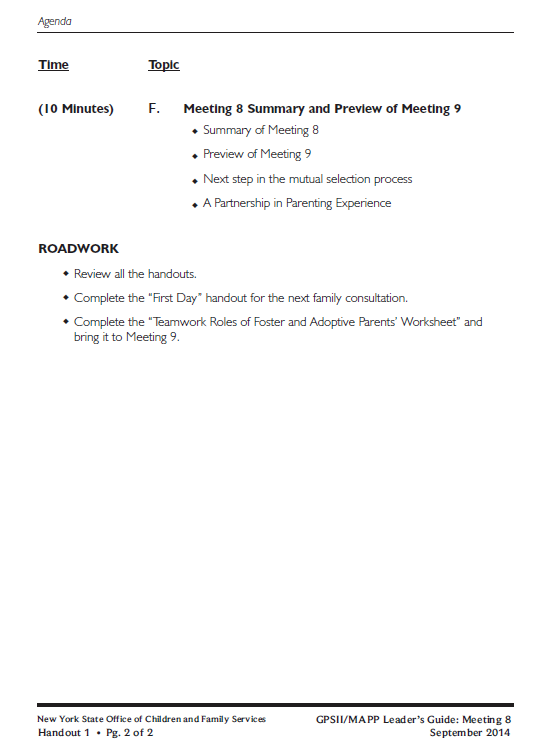 Agenda
Time Topic
(10 Minutes) F. Meeting 8 Summary and Preview of Meeting 9
◆ Summary of Meeting 8
◆ Preview of Meeting 9
◆ Next step in the mutual selection process
◆ A Partnership in Parenting Experience
ROADWORK
◆ Review all the handouts.
◆ Complete the “First Day” handout for the next family consultation.
◆ Complete the “Teamwork Roles of Foster and Adoptive Parents’ Worksheet” and
bring it to Meeting 9.
New York State Office of Children and Family Services GPSII/MAPP Leader’s Guide: Meeting 8
Handout 1 • Pg. 2 of 2 September 2014